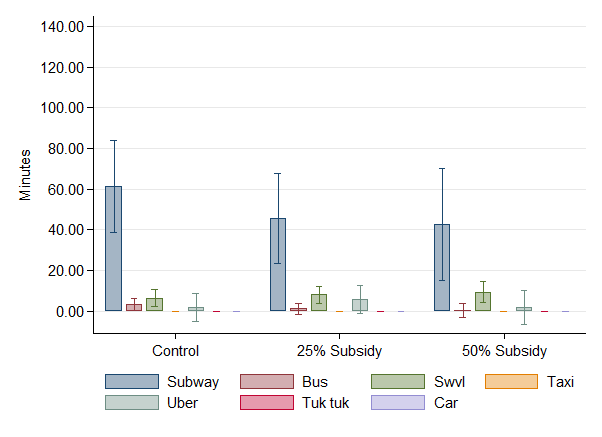 140.00
120.00
100.00
80.00
60.00
40.00
20.00
0.00
Minutes
Control 25% Subsidy 50% Subsidy
Subway Bus Swvl Taxi
Uber Tuk tuk Car